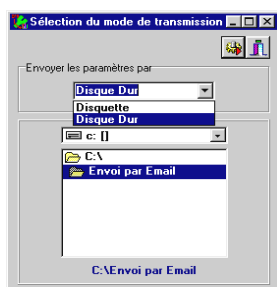 Sélection du mode de transmission
Envoyer les paramètres par
Disque Dur
Disquette
Disque Dur
c: []
C:\
Envoi par Email
C:\Envoi par Email